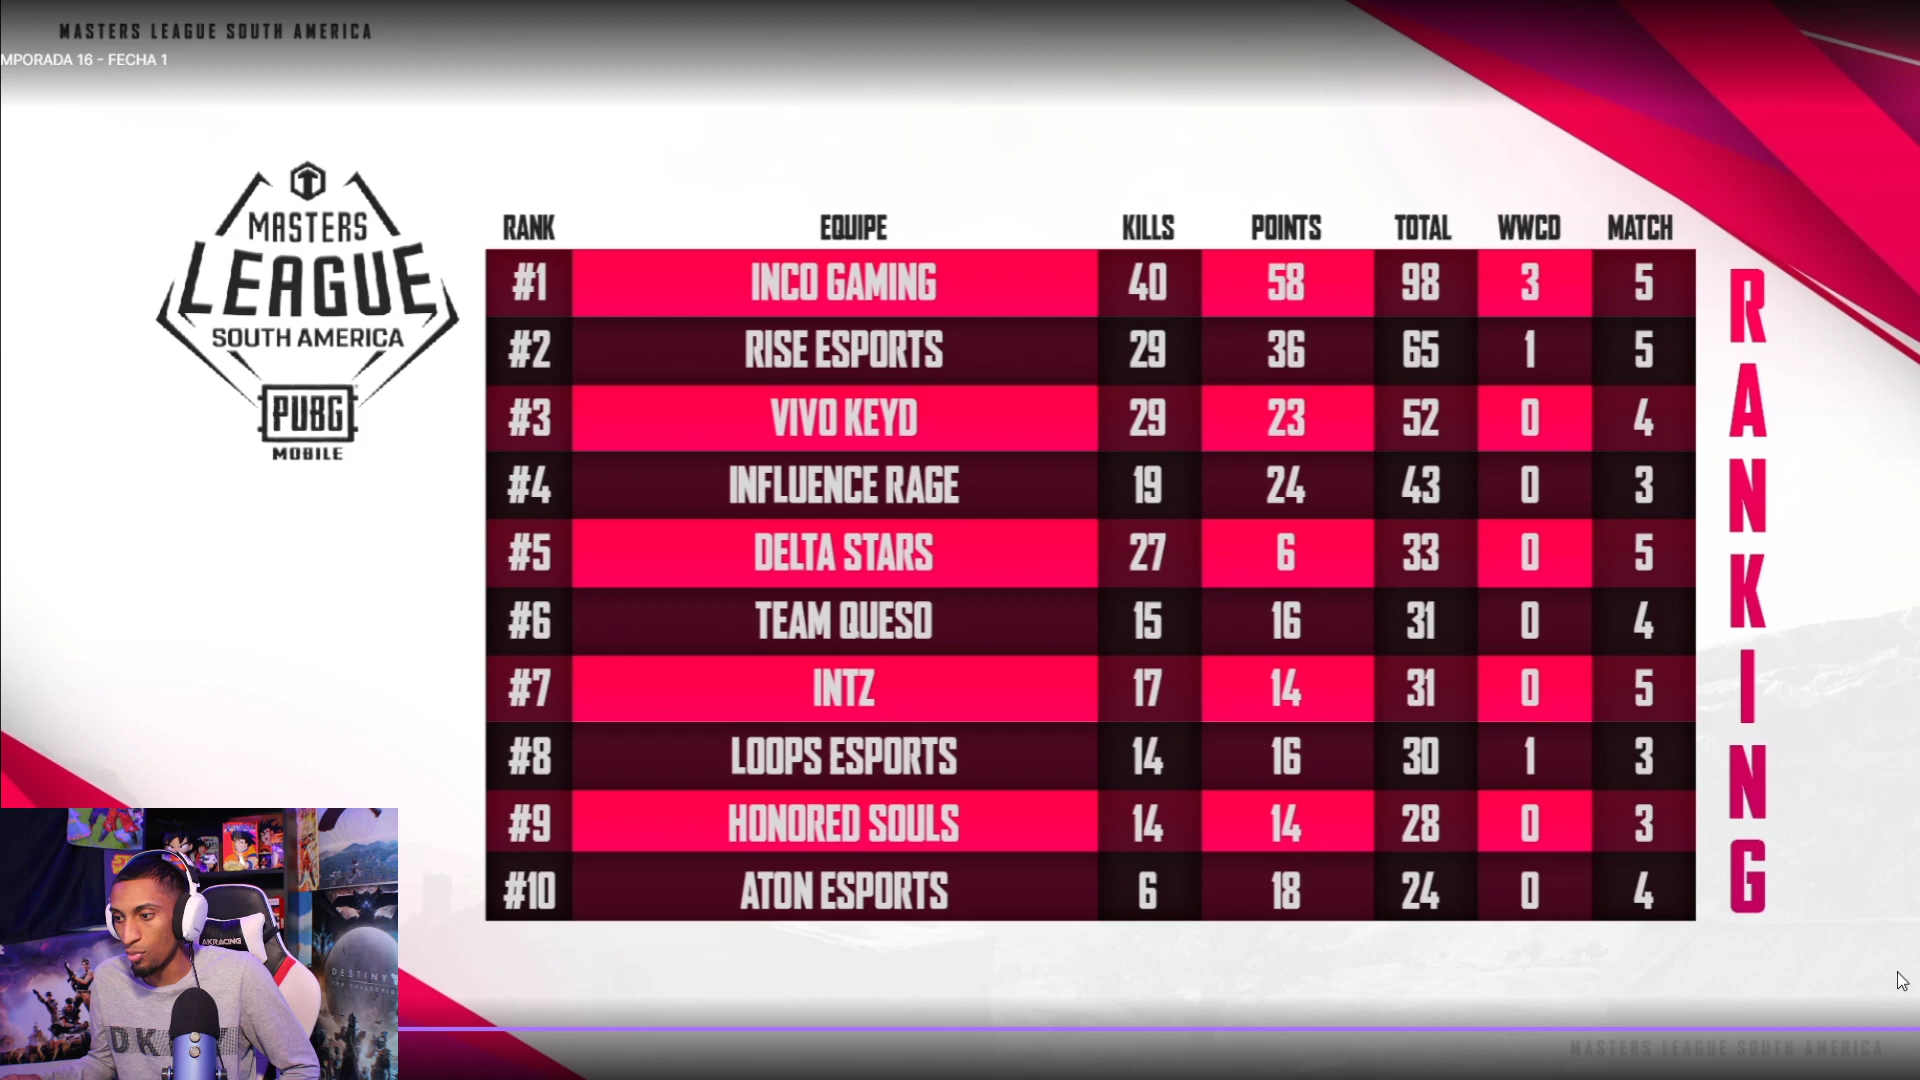 MASTERS LEAGUE SOUTH AMERICA
MPORADA 16 - FECHA 1
MASTERS
LEAGUE
SOUTH AMERICA
PUBG
MOBILE
RANK EQUIPE KILLS POINTS TOTAL WWCD MATCH
#1 INCO GAMING 40 58 98 3 5
#2 RISE ESPORTS 29 36 65 1 5
#3 VIVO KEYD 29 23 52 0 4
#4 INFLUENCE RAGE 19 24 43 0 3
#5 DELTA STARS 27 6 33 0 5
#6 TEAM QUESO 15 16 31 0 4
#7 INTZ 17 14 31 0 5
#8 LOOPS ESPORTS 14 16 30 1 3
#9 HONORED SOULS 14 14 28 0 3
#10 ATON ESPORTS 6 18 24 0 4
RANKING
AKRACING
DESTINY
THE COLLECTION
DK
MASTERS LEAGUE SOUTH AMERICA